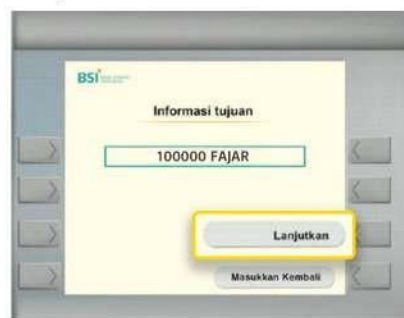 BSI
Informasi tujuan
100000 FAJAR
Lanjutkan
Masukkan Kembali